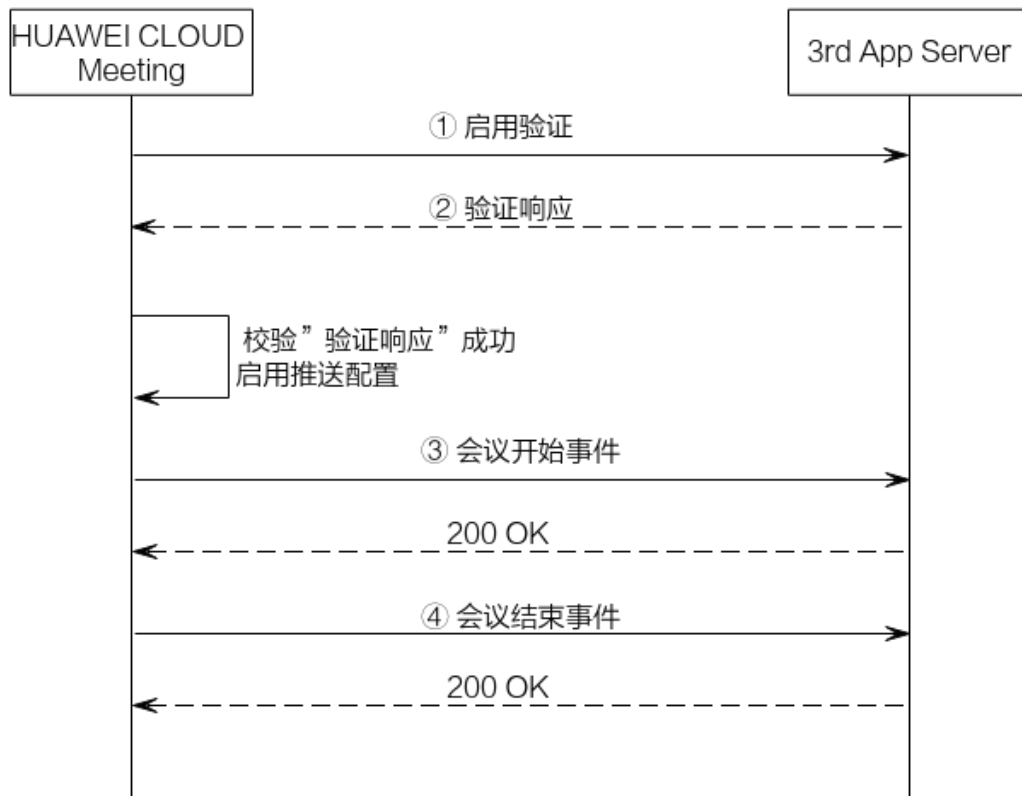 HUAWEI CLOUD
Meeting
3rd App Server
① 启用验证
② 验证响应
校验”验证响应”成功
启用推送配置
③ 会议开始事件
200 OK
④ 会议结束事件
200 OK